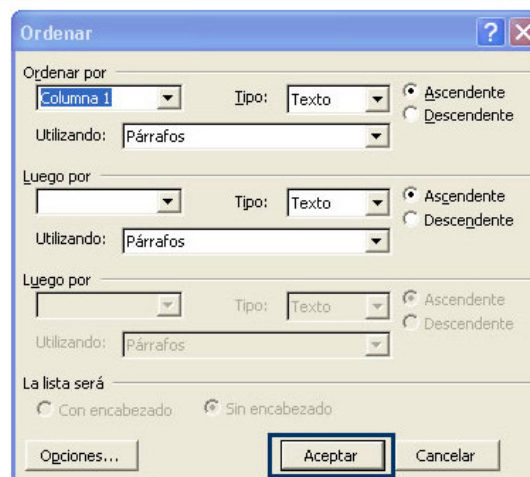 Ordenar
Ordenar por
Columna 1 Tipo: Texto Ascendente
Descendente
Utilizando: Párrafos
Luego por
Tipo: Texto Ascendente
Descendente
Utilizando: Párrafos
Luego por
Tipo: Texto Ascendente
Descendente
Utilizando: Párrafos
La lista será
Con encabezado Sin encabezado
Opciones... Aceptar Cancelar